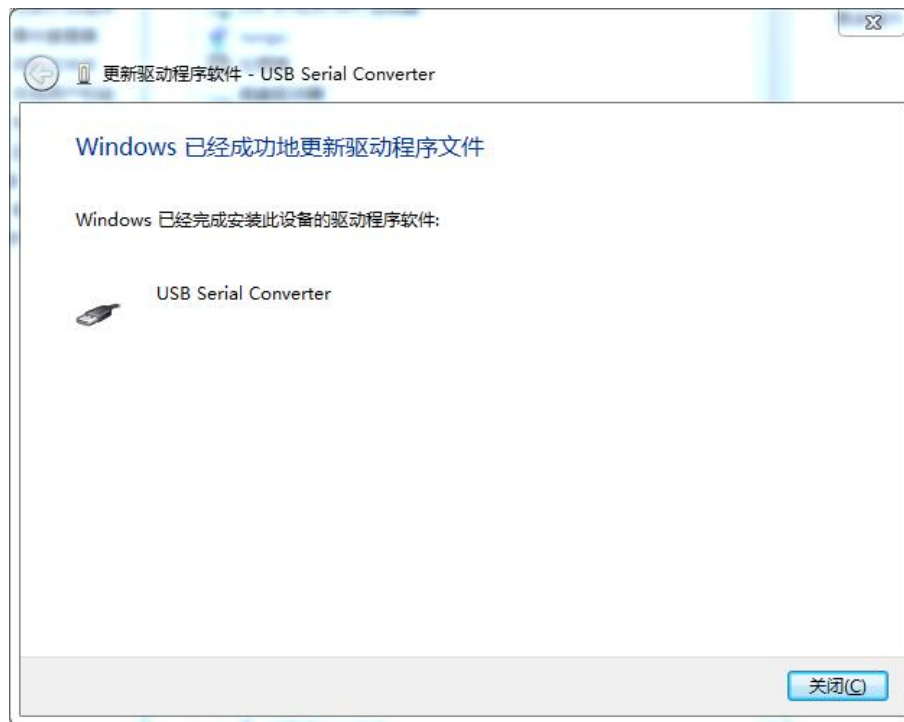 更新驱动程序软件 - USB Serial Converter
Windows 已经成功地更新驱动程序文件
Windows 已经完成安装此设备的驱动程序软件:
USB Serial Converter
关闭(C)